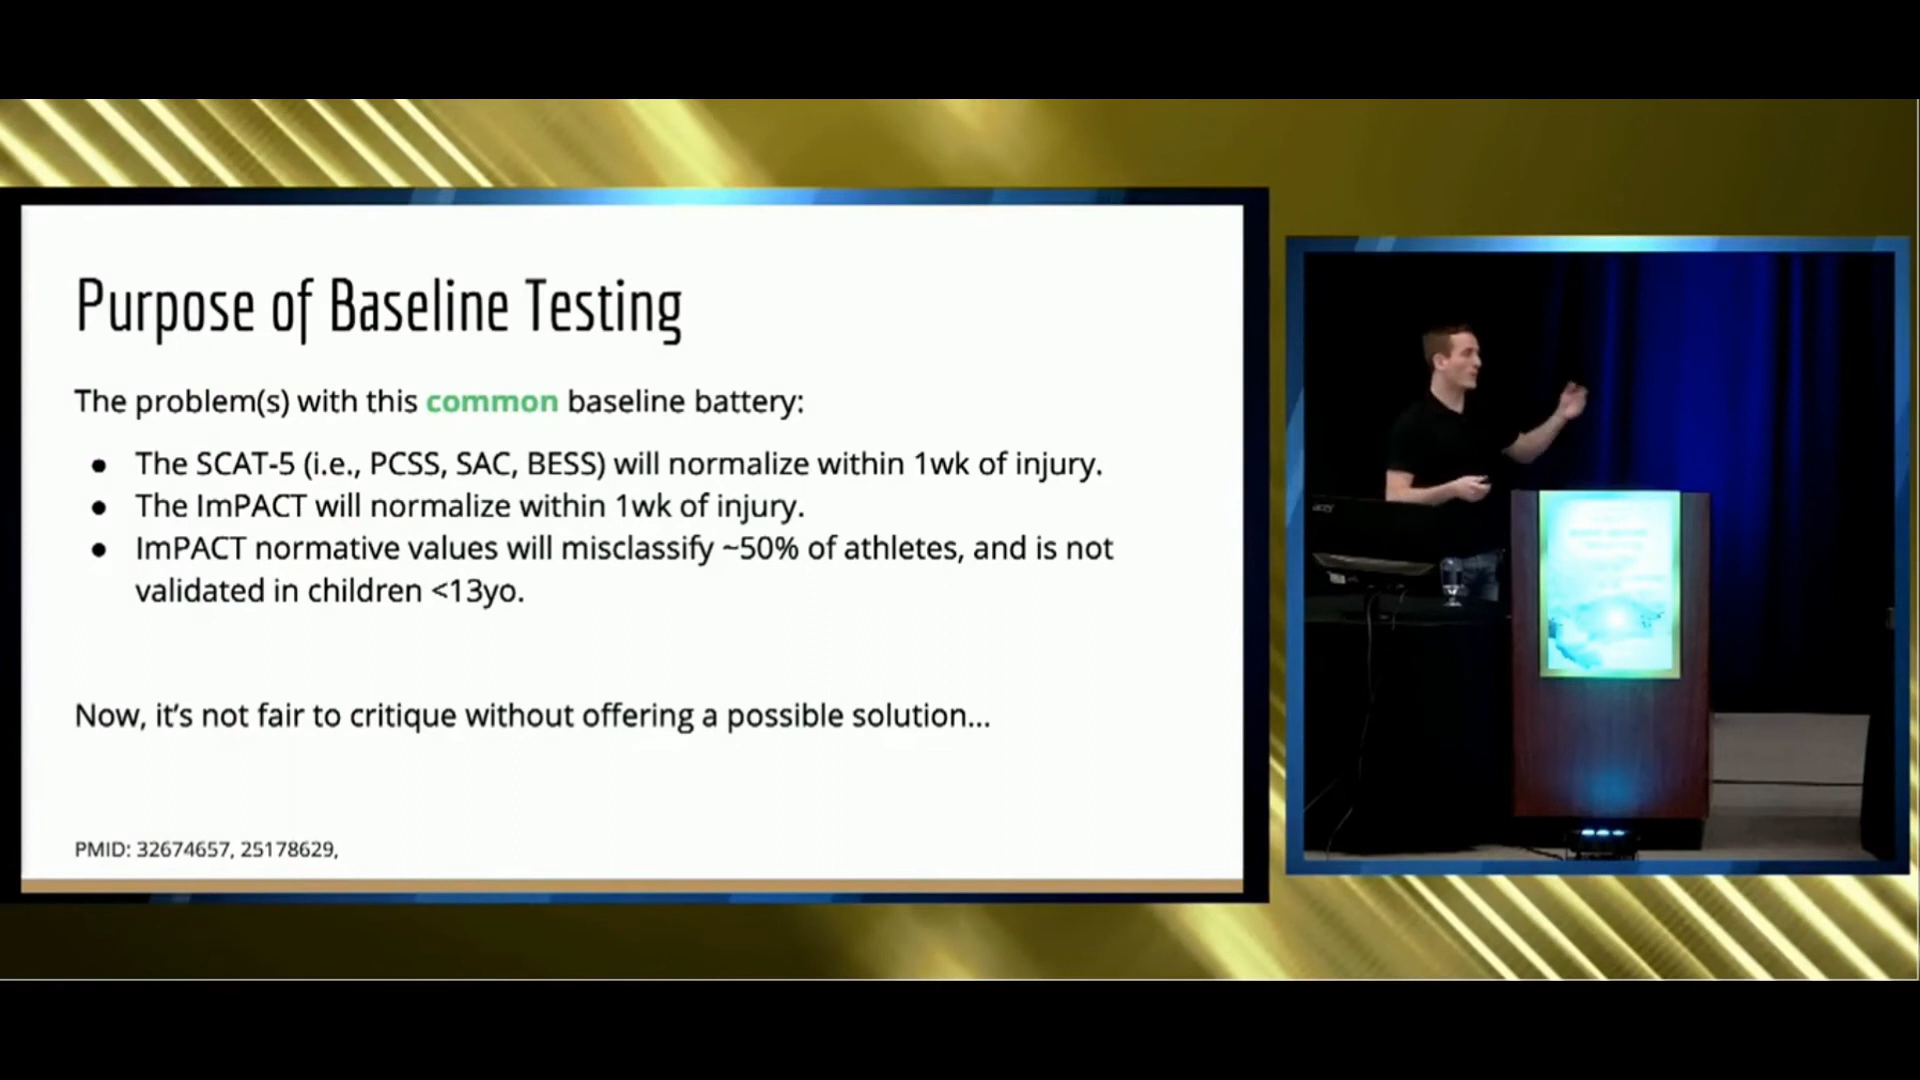 Purpose of Baseline Testing
The problem(s) with this common baseline battery:
● The SCAT-5 (i.e., PCSS, SAC, BESS) will normalize within 1wk of injury.
● The ImPACT will normalize within 1wk of injury.
● ImPACT normative values will misclassify ~50% of athletes, and is not
validated in children <13yo.
Now, it's not fair to critique without offering a possible solution...
PMID: 32674657, 25178629,
acer